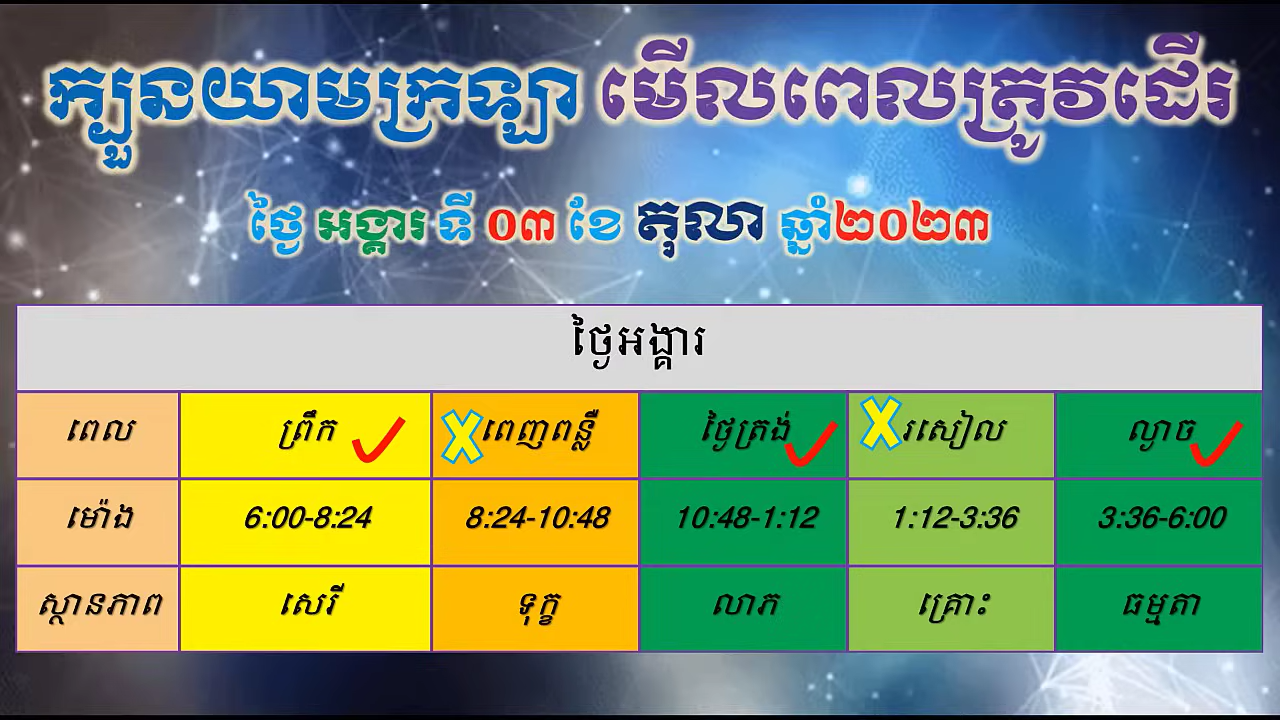 ក្បួនយាមក្រឡា មើលពេលត្រូវដើរ
ថ្ងៃ អង្គារ ទី ០៣ ខែ តុលា ឆ្នាំ២០២៣
ថ្ងៃអង្គារ
ពេល ព្រឹក ពេញពន្លឺ ថ្ងៃត្រង់ រសៀល ល្ងាច
ម៉ោង 6:00-8:24 8:24-10:48 10:48-1:12 1:12-3:36 3:36-6:00
ស្ថានភាព សេរី ទុក្ខ លាភ គ្រោះ ធម្មតា